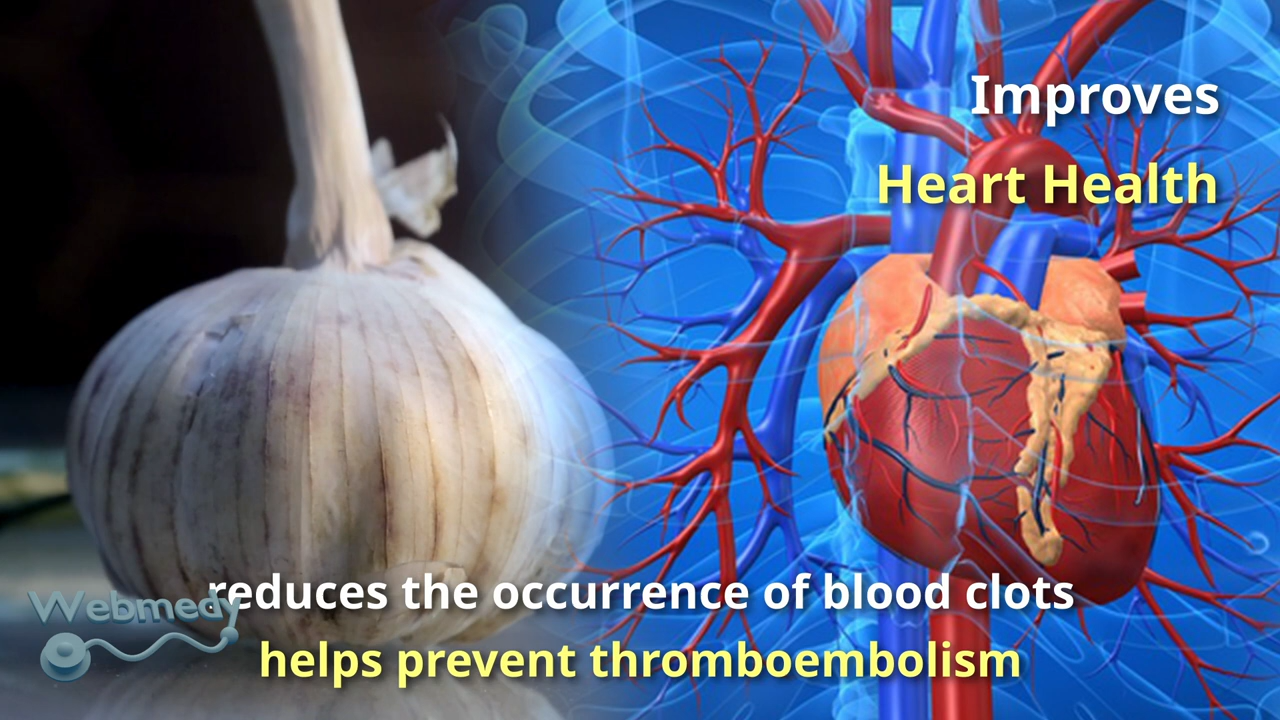 Improves
Heart Health
reduces the occurrence of blood clots
Webmedy
helps prevent thromboembolism